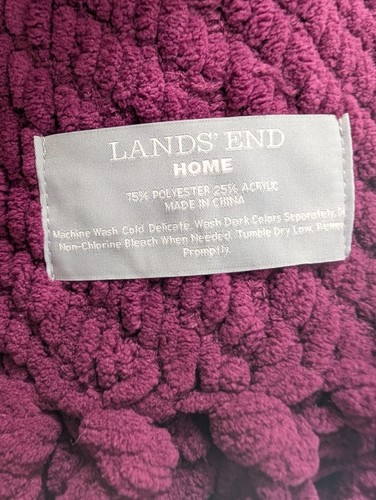 LANDS' END
HOME
75% POLYESTER 25% ACRYLIC
MADE IN CHINA
Machine Wash Cold Delicate. Wash Dark Colors Separately.
Non-Chlorine Bleach When Needed. Tumble Dry Low.
Promptly.